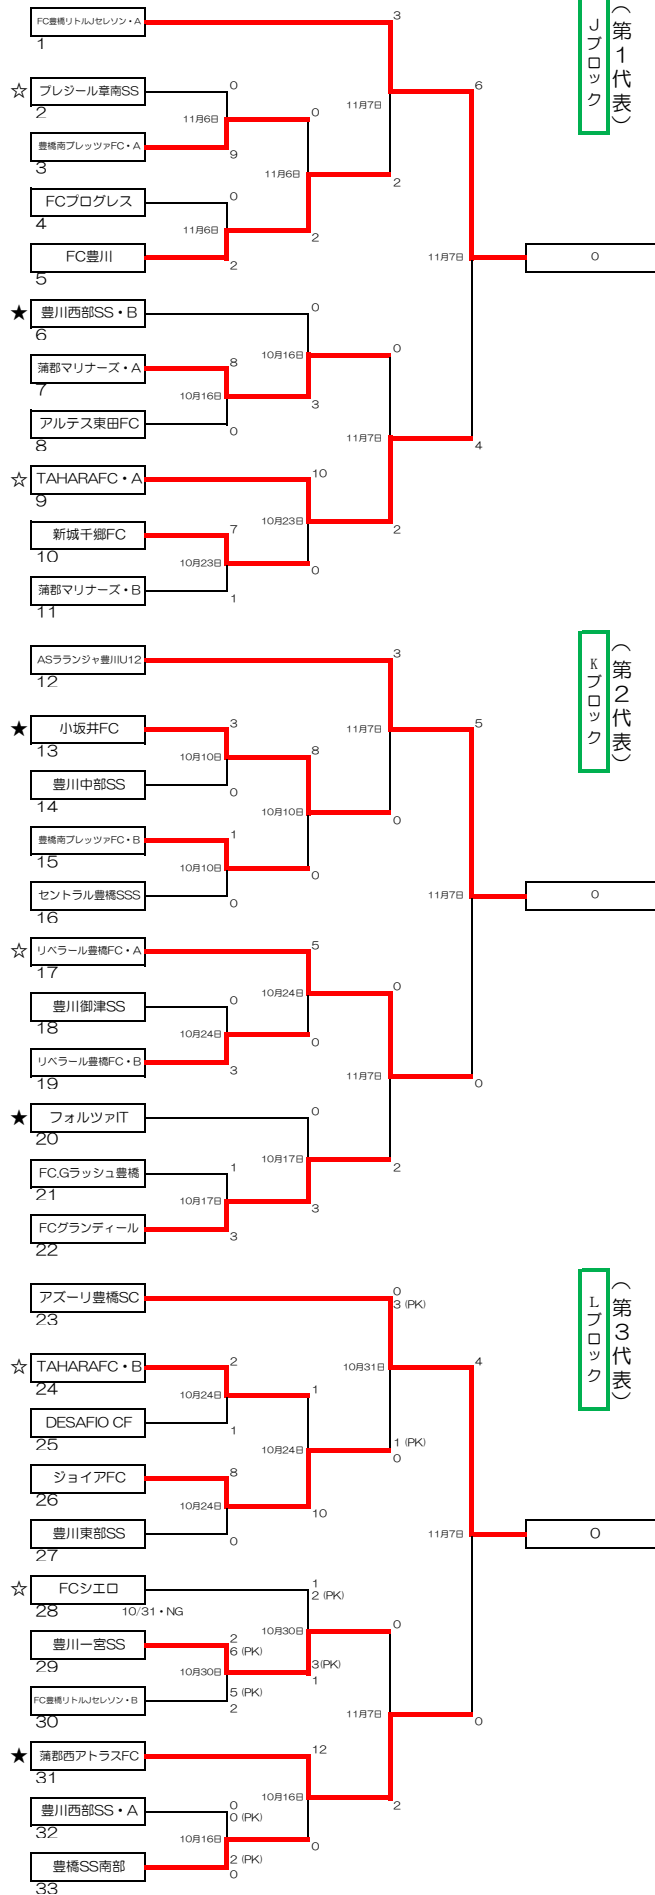 (第1代表)
Jブロック
FC豊橋リトルJセレソン・A
1
3
☆
プレジール章南SS
2
0
11月6日
豊橋南プレッツァFC・A
3
9
0
11月6日
FCプログレス
4
0
11月6日
FC豊川
5
2
2
11月7日
2
6
11月7日
0
★
豊川西部SS・B
6
0
10月16日
蒲郡マリナーズ・A
7
8
10月16日
アルテス東田FC
8
0
3
0
11月7日
4
☆
TAHARAFC・A
9
10
10月23日
2
新城千郷FC
10
7
10月23日
0
蒲郡マリナーズ・B
11
1
(第2代表)
Kブロック
ASラランジャ豊川U12
12
3
★
小坂井FC
13
3
10月10日
豊川中部SS
14
0
8
10月10日
11月7日
5
豊橋南プレッツァFC・B
15
1
10月10日
0
0
セントラル豊橋SSS
16
0
11月7日
0
☆
リベラール豊橋FC・A
17
5
10月24日
豊川御津SS
18
0
10月24日
0
リベラール豊橋FC・B
19
3
0
11月7日
0
★
フォルツァIT
20
0
10月17日
2
FC.Gラッシュ豊橋
21
1
10月17日
3
FCグランディール
22
3
(第3代表)
Lブロック
アズーリ豊橋SC
23
0
3 (PK)
☆
TAHARAFC・B
24
2
10月24日
DESAFIO CF
25
1
1
10月24日
10月31日
4
1 (PK)
0
ジョイアFC
26
8
10月24日
10
豊川東部SS
27
0
11月7日
0
☆
FCシエロ
28
10/31・NG
1
2 (PK)
10月30日
0
豊川一宮SS
29
2
6 (PK)
10月30日
3(PK)
1
FC豊橋リトルJセレソン・B
30
5 (PK)
2
11月7日
0
★
蒲郡西アトラスFC
31
12
10月16日
2
豊川西部SS・A
32
0
0 (PK)
10月16日
0
豊橋SS南部
33
2 (PK)
0